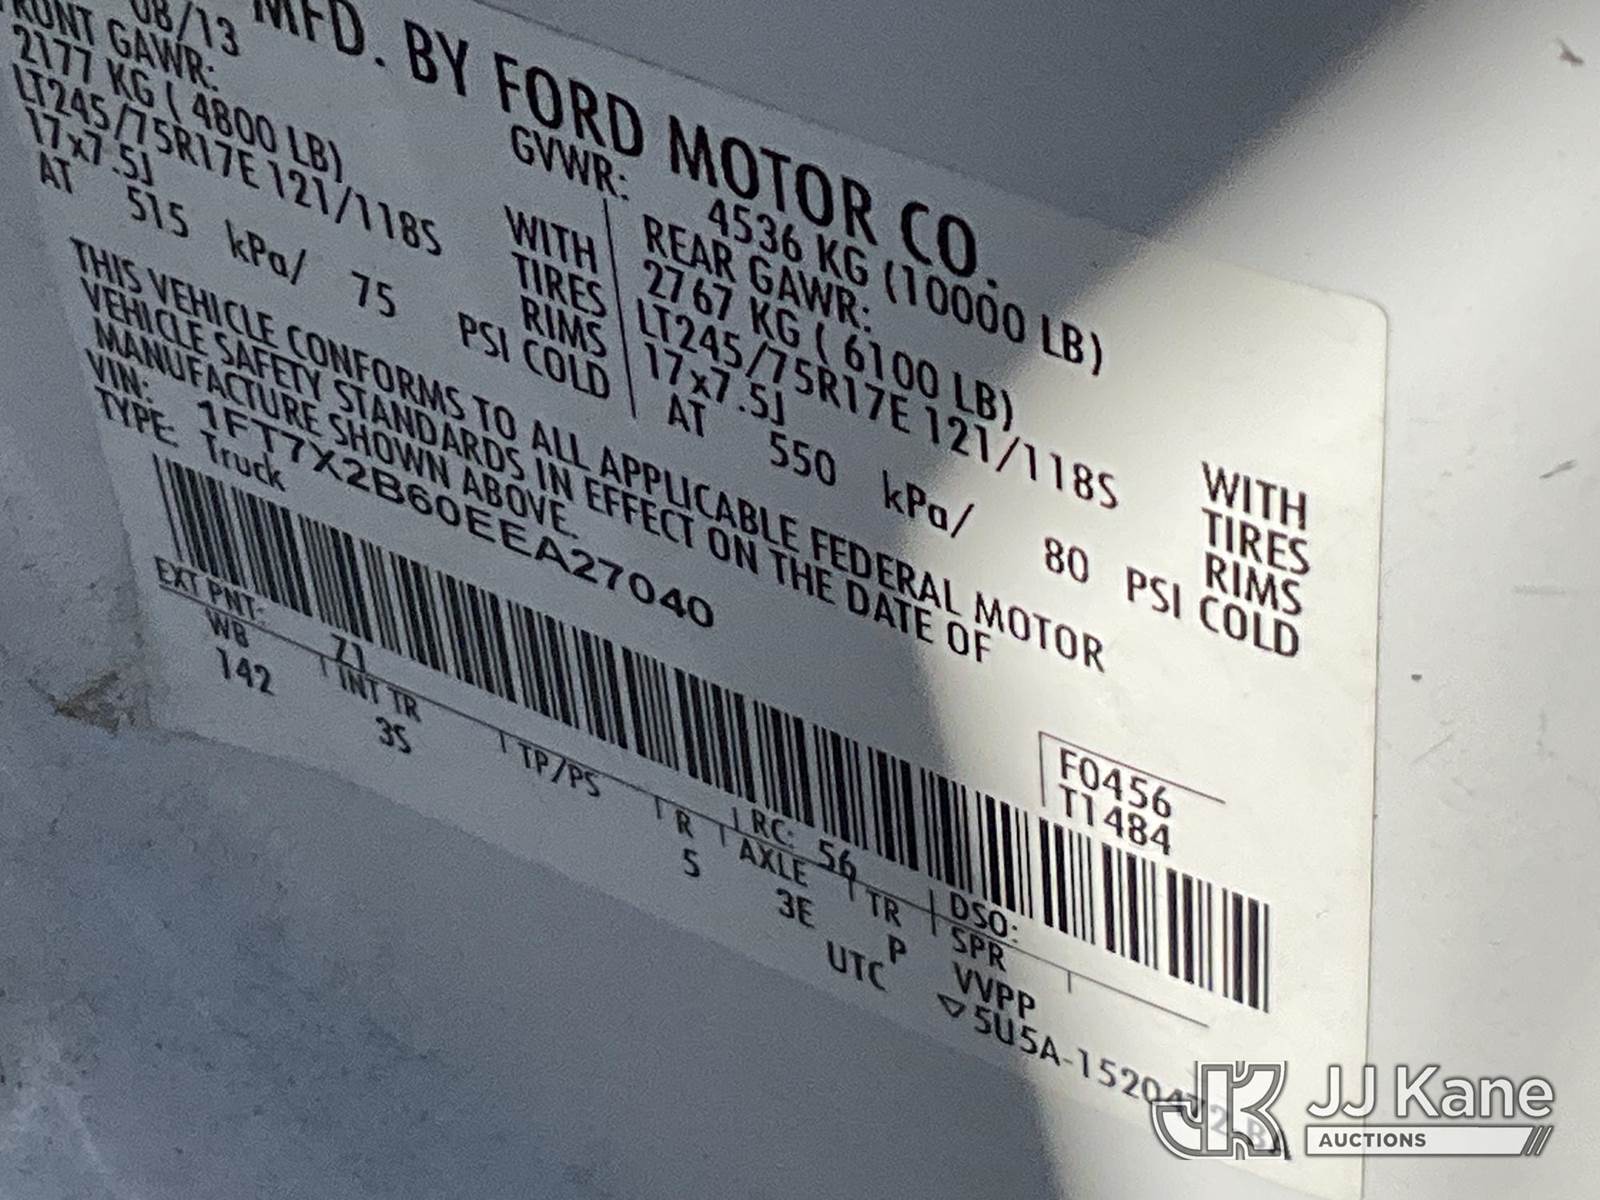 MFD. BY FORD MOTOR CO.
08/13
GVWR: 4536 KG (10000 LB)
FRONT GAWR:
2177 KG ( 4800 LB)
LT245/75R17E 121/118S
17x7.5J
AT 515 kPa/ 75 PSI COLD
WITH
TIRES
RIMS
REAR GAWR:
2767 KG ( 6100 LB)
LT245/75R17E 121/118S
17x7.5J
AT 550 kPa/ 80 PSI COLD
WITH
TIRES
RIMS
THIS VEHICLE CONFORMS TO ALL APPLICABLE FEDERAL MOTOR
VEHICLE SAFETY STANDARDS IN EFFECT ON THE DATE OF
MANUFACTURE SHOWN ABOVE.
VIN: 1FT7X2B60EEA27040
TYPE: Truck
F0456
T1484
EXT PNT: 71 RC: 56 DSO:
WB INT TR TP/PS R AXLE TR SPR
142 3S 5 3E P VVPP
UTC ▽5U5A-1520472-BA
JJ Kane
AUCTIONS